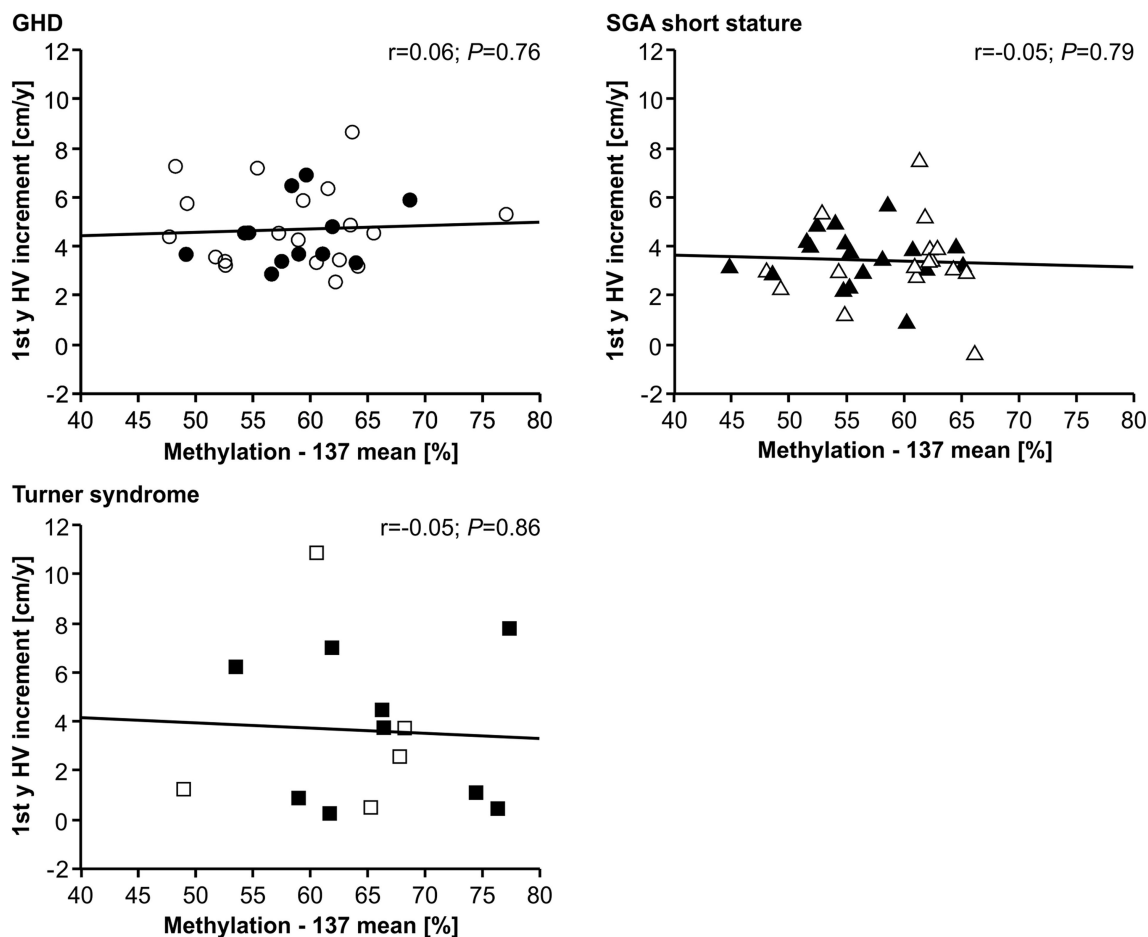 GHD
r=0.06; P=0.76
1st y HV increment [cm/y]
12
10
8
6
4
2
0
-2
40 45 50 55 60 65 70 75 80
Methylation - 137 mean [%]
SGA short stature
r=-0.05; P=0.79
1st y HV increment [cm/y]
12
10
8
6
4
2
0
-2
40 45 50 55 60 65 70 75 80
Methylation - 137 mean [%]
Turner syndrome
r=-0.05; P=0.86
1st y HV increment [cm/y]
12
10
8
6
4
2
0
-2
40 45 50 55 60 65 70 75 80
Methylation - 137 mean [%]